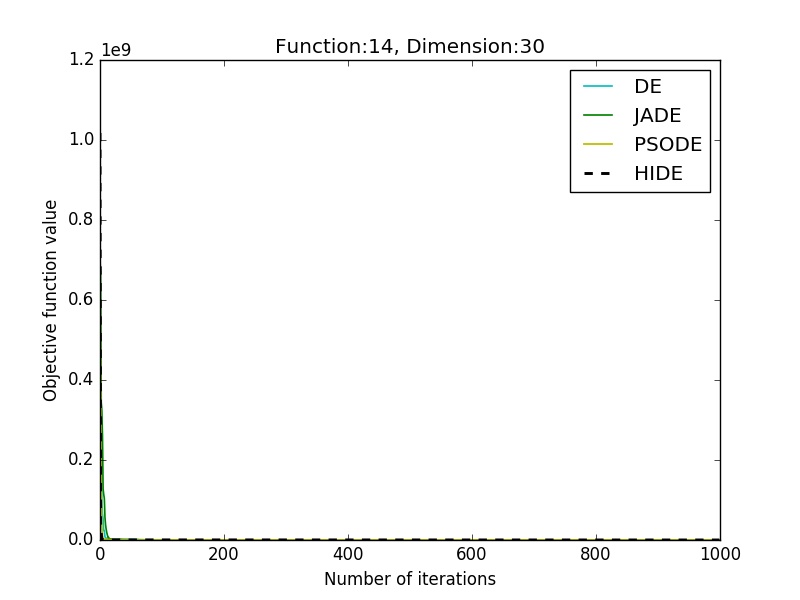 Function:14, Dimension:30
1e9
1.2
1.0
0.8
0.6
0.4
0.2
0.0
Objective function value
0 200 400 600 800 1000
Number of iterations
DE
JADE
PSODE
HIDE